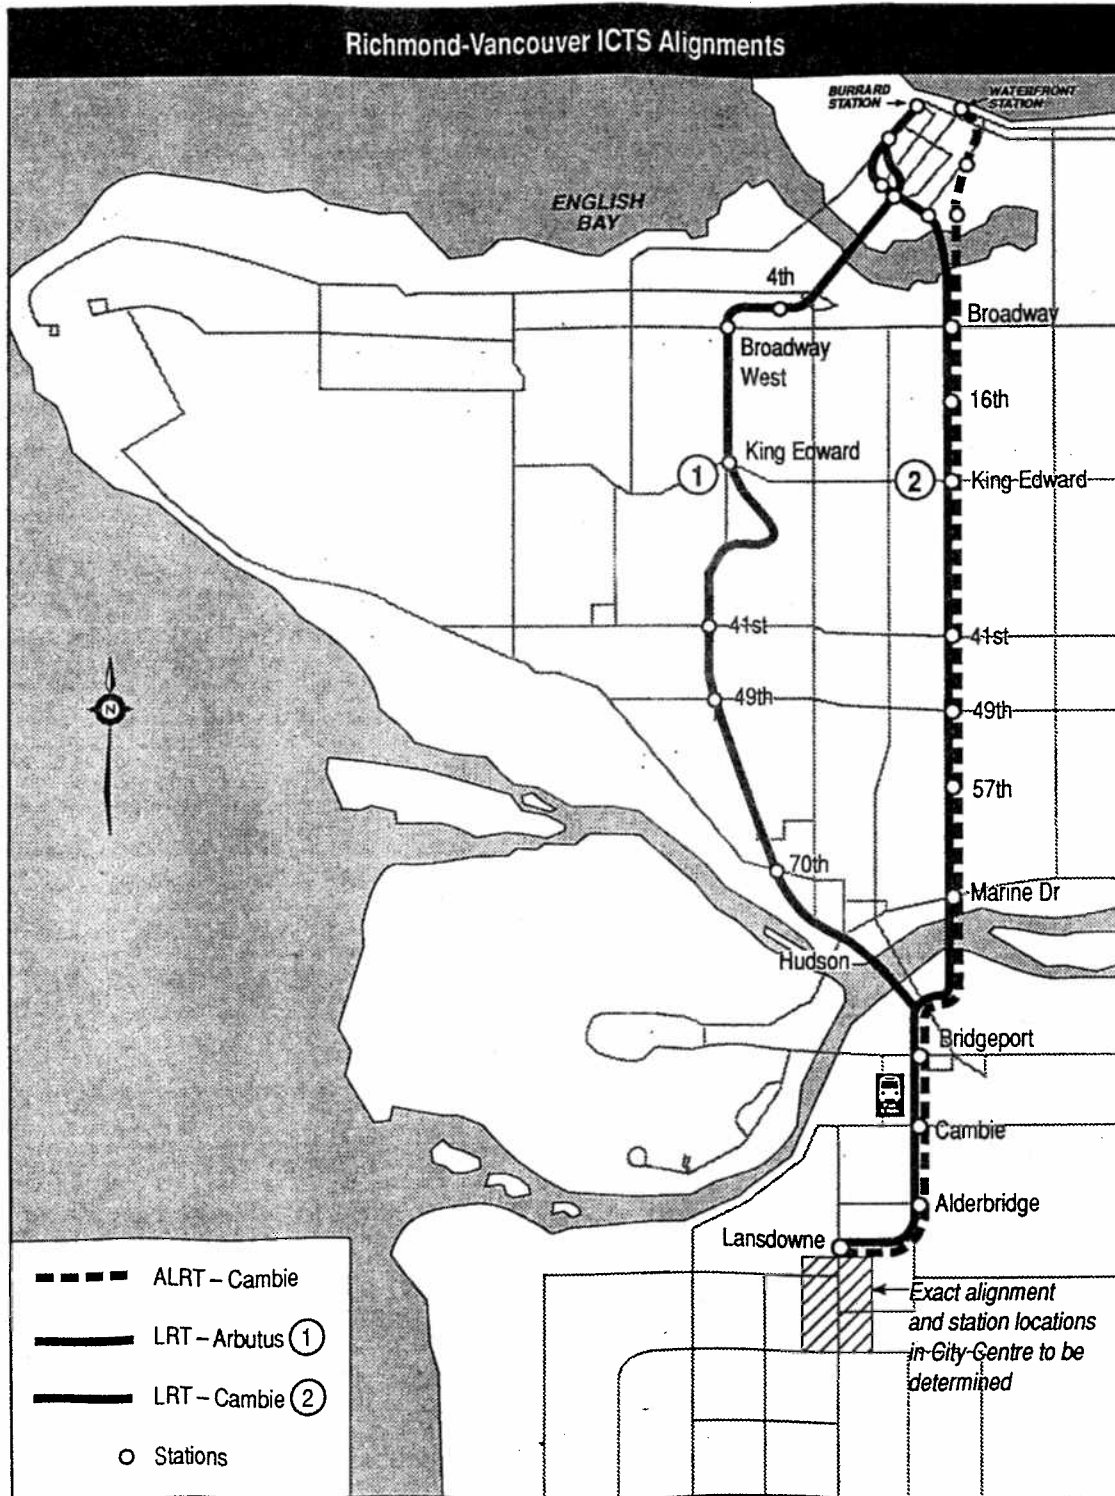 Richmond-Vancouver ICTS Alignments
BURRARD
STATION
WATERFRONT
STATION
ENGLISH
BAY
4th
Broadway
Broadway
West
16th
King Edward
1
2
King Edward
41st
41st
49th
49th
57th
70th
Marine Dr
Hudson
Bridgeport
Cambie
Alderbridge
Lansdowne
N
Exact alignment
and station locations
in City Centre to be
determined
ALRT – Cambie
LRT – Arbutus 1
LRT – Cambie 2
Stations